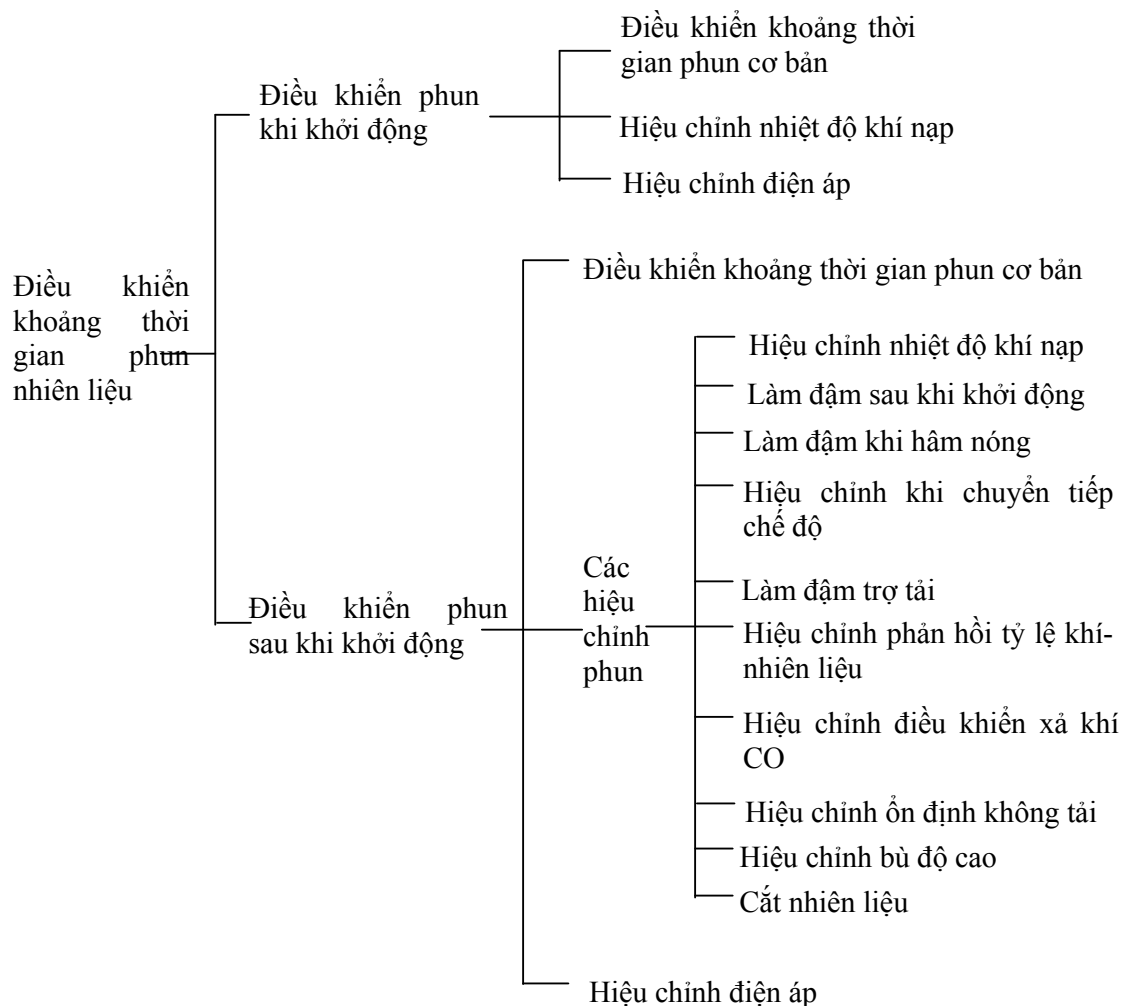 Điều khiển khoảng thời
gian phun cơ bản
Điều khiển phun
khi khởi động
Hiệu chỉnh nhiệt độ khí nạp
Hiệu chỉnh điện áp
Điều khiển
khoảng thời
gian phun
nhiên liệu
Điều khiển khoảng thời gian phun cơ bản
Hiệu chỉnh nhiệt độ khí nạp
Làm đậm sau khi khởi động
Làm đậm khi hâm nóng
Hiệu chỉnh khi chuyển tiếp
chế độ
Các
hiệu
chỉnh
phun
Làm đậm trợ tải
Điều khiển phun
sau khi khởi động
Hiệu chỉnh phản hồi tỷ lệ khí-
nhiên liệu
Hiệu chỉnh điều khiển xả khí
CO
Hiệu chỉnh ổn định không tải
Hiệu chỉnh bù độ cao
Cắt nhiên liệu
Hiệu chỉnh điện áp